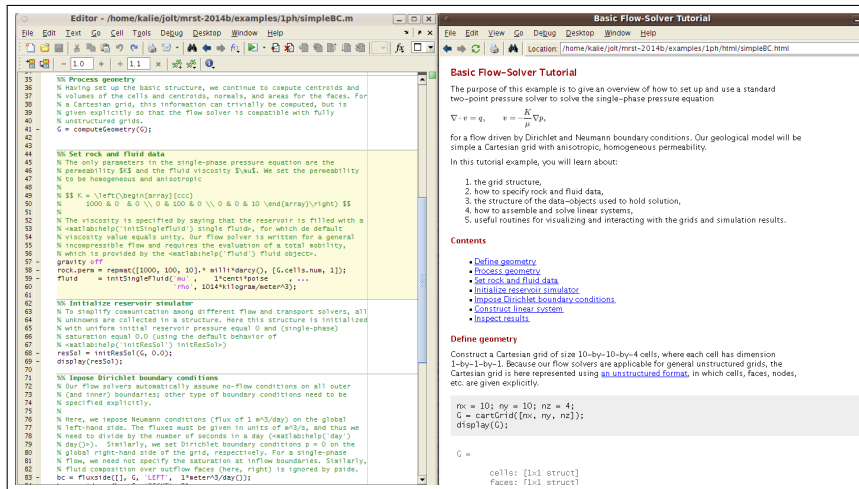 Editor - /home/kalie/jolt/mrst-2014b/examples/1ph/simpleBC.m
File Edit Text Go Cell Tools Debug Desktop Window Help
- 1.0 + ÷ 1.1 ×
35
36 %% Process geometry
37 % Having set up the basic structure, we continue to compute centroids and
38 % volumes of the cells and centroids, normals, and areas for the faces. For
39 % a Cartesian grid, this information can trivially be computed, but is
40 % given explicitly so that the flow solver is compatible with fully
% unstructured grids.
41 - G = computeGeometry(G);
42
43
44 %% Set rock and fluid data
45 % The only parameters in the single-phase pressure equation are the
46 % permeability $K$ and the fluid viscosity $\mu$. We set the permeability
47 % to be homogeneous and anisotropic
48 %
49 % $$ K = \left(\begin{array}{ccc}
50 % 1000 & 0 & 0 \\ 0 & 100 & 0 \\ 0 & 0 & 10 \end{array}\right) $$
51 %
52 % The viscosity is specified by saying that the reservoir is filled with a
53 % <matlab:help('initSinglefluid') single fluid>, for which de default
54 % viscosity value equals unity. Our flow solver is written for a general
55 % incompressible flow and requires the evaluation of a total mobility,
56 % which is provided by the <matlab:help('fluid') fluid object>.
57 gravity off
58 - rock.perm = repmat([1000, 100, 10].* milli*darcy(), [G.cells.num, 1]);
59 - fluid = initSingleFluid('mu' , 1*centi*poise , ...
60 'rho', 1014*kilogram/meter^3);
61
62 %% Initialize reservoir simulator
63 % To simplify communication among different flow and transport solvers, all
64 % unknowns are collected in a structure. Here this structure is initialized
65 % with uniform initial reservoir pressure equal 0 and (single-phase)
66 % saturation equal 0.0 (using the default behavior of
67 % <matlab:help('initResSol') initResSol>)
68 - resSol = initResSol(G, 0.0);
69 - display(resSol);
70
71 %% Impose Dirichlet boundary conditions
72 % Our flow solvers automatically assume no-flow conditions on all outer
73 % (and inner) boundaries; other type of boundary conditions need to be
74 % specified explicitly.
75 %
76 % Here, we impose Neumann conditions (flux of 1 m^3/day) on the global
77 % left-hand side. The fluxes must be given in units of m^3/s, and thus we
78 % need to divide by the number of seconds in a day (<matlab:help('day')
79 % day()>). Similarly, we set Dirichlet boundary conditions p = 0 on the
80 % global right-hand side of the grid, respectively. For a single-phase
81 % flow, we need not specify the saturation at inflow boundaries. Similarly,
82 % fluid composition over outflow faces (here, right) is ignored by pside.
83 - bc = fluxside([], G, 'LEFT', 1*meter^3/day());
Basic Flow-Solver Tutorial
File Edit View Go Debug Desktop Window Help
Location: /home/kalie/jolt/mrst-2014b/examples/1ph/html/simpleBC.html
Basic Flow-Solver Tutorial
The purpose of this example is to give an overview of how to set up and use a standard
two-point pressure solver to solve the single-phase pressure equation
∇ · v = q, v = −K/μ ∇p,
for a flow driven by Dirichlet and Neumann boundary conditions. Our geological model will be
simple a Cartesian grid with anisotropic, homogeneous permeability.
In this tutorial example, you will learn about:
1. the grid structure,
2. how to specify rock and fluid data,
3. the structure of the data-objects used to hold solution,
4. how to assemble and solve linear systems,
5. useful routines for visualizing and interacting with the grids and simulation results.
Contents
▪ Define geometry
▪ Process geometry
▪ Set rock and fluid data
▪ Initialize reservoir simulator
▪ Impose Dirichlet boundary conditions
▪ Construct linear system
▪ Inspect results
Define geometry
Construct a Cartesian grid of size 10-by-10-by-4 cells, where each cell has dimension
1-by-1-by-1. Because our flow solvers are applicable for general unstructured grids, the
Cartesian grid is here represented using an unstructured format, in which cells, faces, nodes,
etc. are given explicitly.
nx = 10; ny = 10; nz = 4;
G = cartGrid([nx, ny, nz]);
display(G);
G =
cells: [1x1 struct]
faces: [1x1 struct]